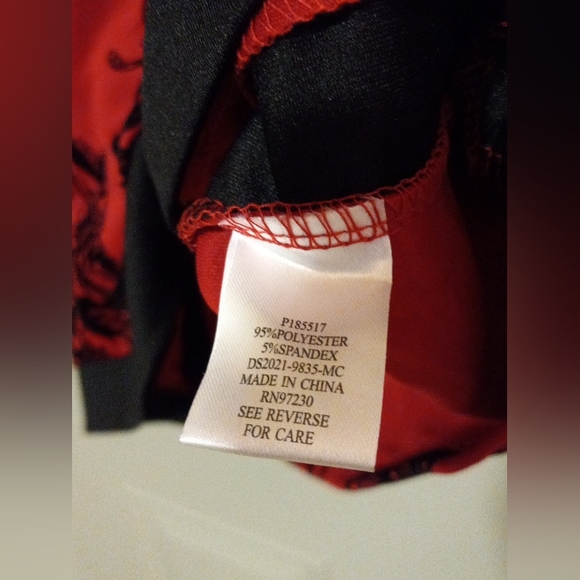 P185517
95%POLYESTER
5%SPANDEX
DS2021-9835-MC
MADE IN CHINA
RN97230
SEE REVERSE
FOR CARE